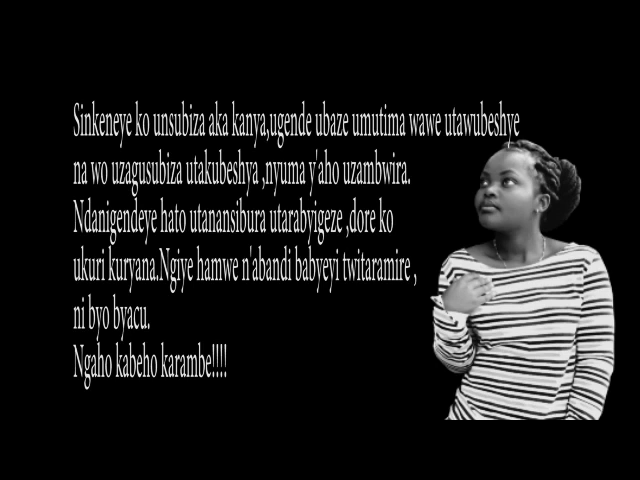 Sinkeneye ko unsubiza aka kanya,ugende ubaze umutima wawe utawubeshye
na wo uzagusubiza utakubeshya ,nyuma y'aho uzambwira.
Ndanigendeye hato utanansibura utarabyigeze ,dore ko
ukuri kuryana.Ngiye hamwe n'abandi babyeyi twitaramire ,
ni byo byacu.
Ngaho kabeho karambe!!!!